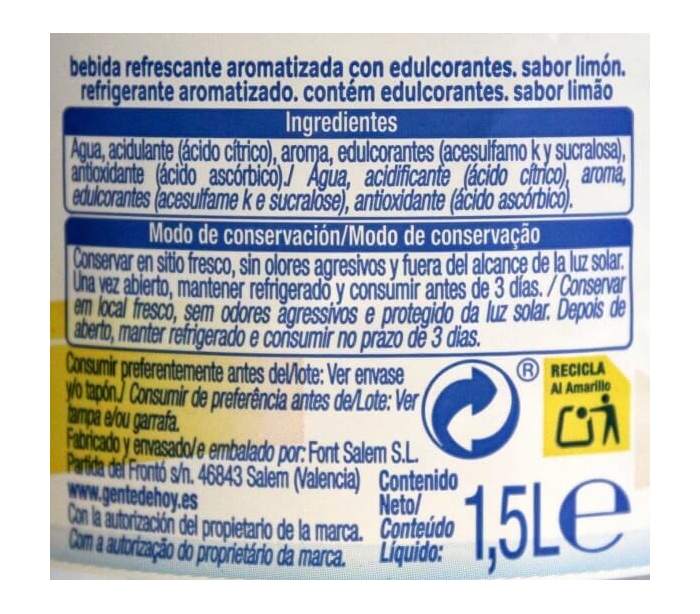 bebida refrescante aromatizada con edulcorantes. sabor limón.
refrigerante aromatizado. contém edulcorantes. sabor limão
Ingredientes
Agua, acidulante (ácido cítrico), aroma, edulcorantes (acesulfamo k y sucralosa),
antioxidante (ácido ascórbico)./ Água, acidificante (ácido cítrico), aroma,
edulcorantes (acesulfame k e sucralose), antioxidante (ácido ascórbico).
Modo de conservación/Modo de conservação
Conservar en sitio fresco, sin olores agresivos y fuera del alcance de la luz solar.
Una vez abierto, mantener refrigerado y consumir antes de 3 días. / Conservar
em local fresco, sem odores agressivos e protegido da luz solar. Depois de
aberto, manter refrigerado e consumir no prazo de 3 dias.
Consumir preferentemente antes del/lote: Ver envase
y/o tapón./ Consumir de preferência antes de/Lote: Ver
tampa e/ou garrafa.
Fabricado y envasado/e embalado por: Font Salem S.L.
Partida del Frontó s/n. 46843 Salem (Valencia)
www.gentedehoy.es
Con la autorización del propietario de la marca.
Com a autorização do proprietário da marca.
®
RECICLA
Al Amarillo
Contenido
Neto/
Conteúdo
Líquido:
1,5L e